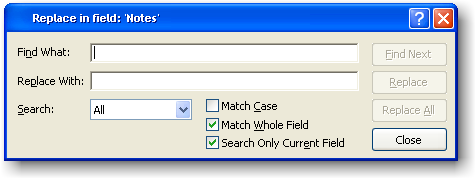 Replace in field: 'Notes'
Find What:
Find Next
Replace With:
Replace
Search:
All
Match Case
Replace All
Match Whole Field
Search Only Current Field
Close